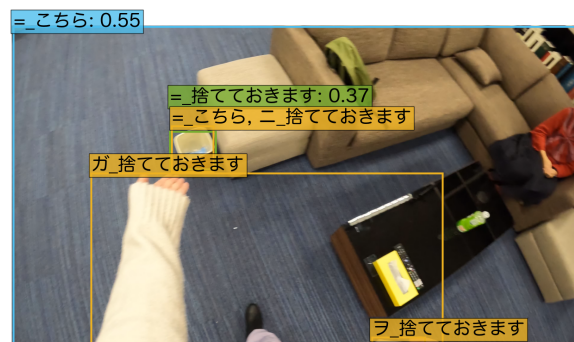 =_こちら: 0.55
=_捨てておきます: 0.37
=_こちら, ニ_捨てておきます
ガ_捨てておきます
ヲ_捨てておきます